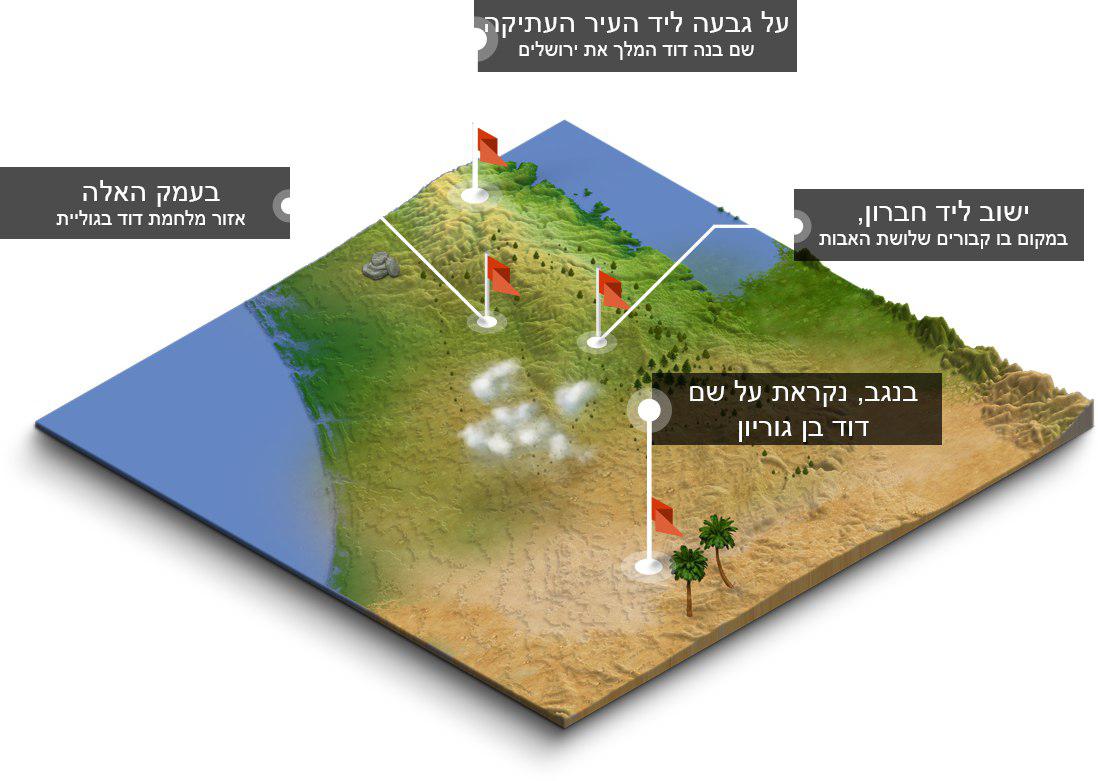 על גבעה ליד העיר העתיקה
שם בנה דוד המלך את ירושלים
בעמק האלה
אזור מלחמת דוד בגוליית
ישוב ליד חברון,
במקום בו קבורים שלושת האבות
בנגב, נקראת על שם
דוד בן גוריון